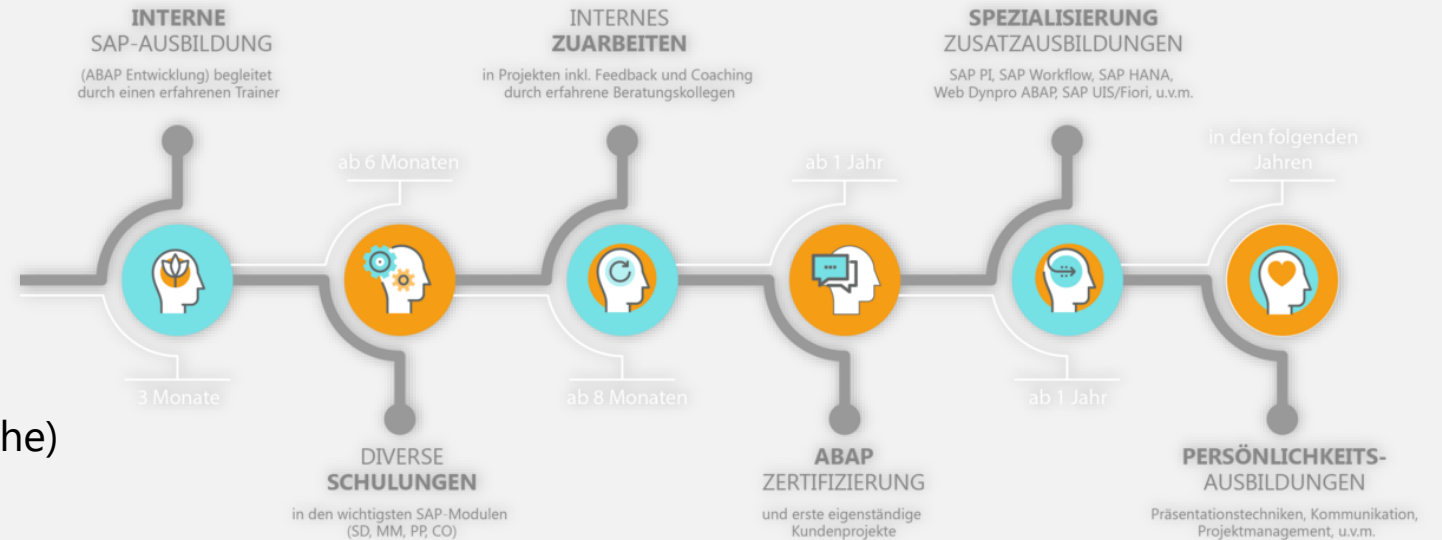 INTERNE
SAP-AUSBILDUNG
(ABAP Entwicklung) begleitet
durch einen erfahrenen Trainer
3 Monate
ab 6 Monaten
DIVERSE
SCHULUNGEN
in den wichtigsten SAP-Modulen
(SD, MM, PP, CO)
INTERNES
ZUARBEITEN
in Projekten inkl. Feedback und Coaching
durch erfahrene Beratungskollegen
ab 8 Monaten
ab 1 Jahr
ABAP
ZERTIFIZIERUNG
und erste eigenständige
Kundenprojekte
SPEZIALISIERUNG
ZUSATZAUSBILDUNGEN
SAP PI, SAP Workflow, SAP HANA,
Web Dynpro ABAP, SAP UI5/Fiori, u.v.m.
ab 1 Jahr
in den folgenden
Jahren
PERSÖNLICHKEITS-
AUSBILDUNGEN
Präsentationstechniken, Kommunikation,
Projektmanagement, u.v.m.
he)